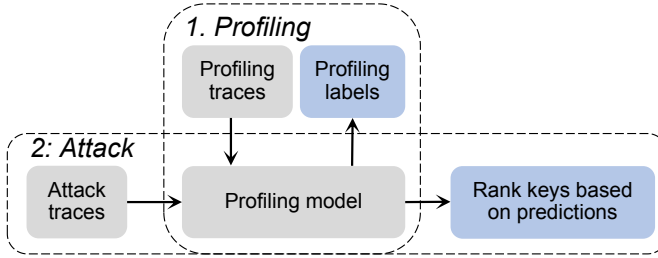 1. Profiling
Profiling
traces
Profiling
labels
2: Attack
Attack
traces
Profiling model
Rank keys based
on predictions